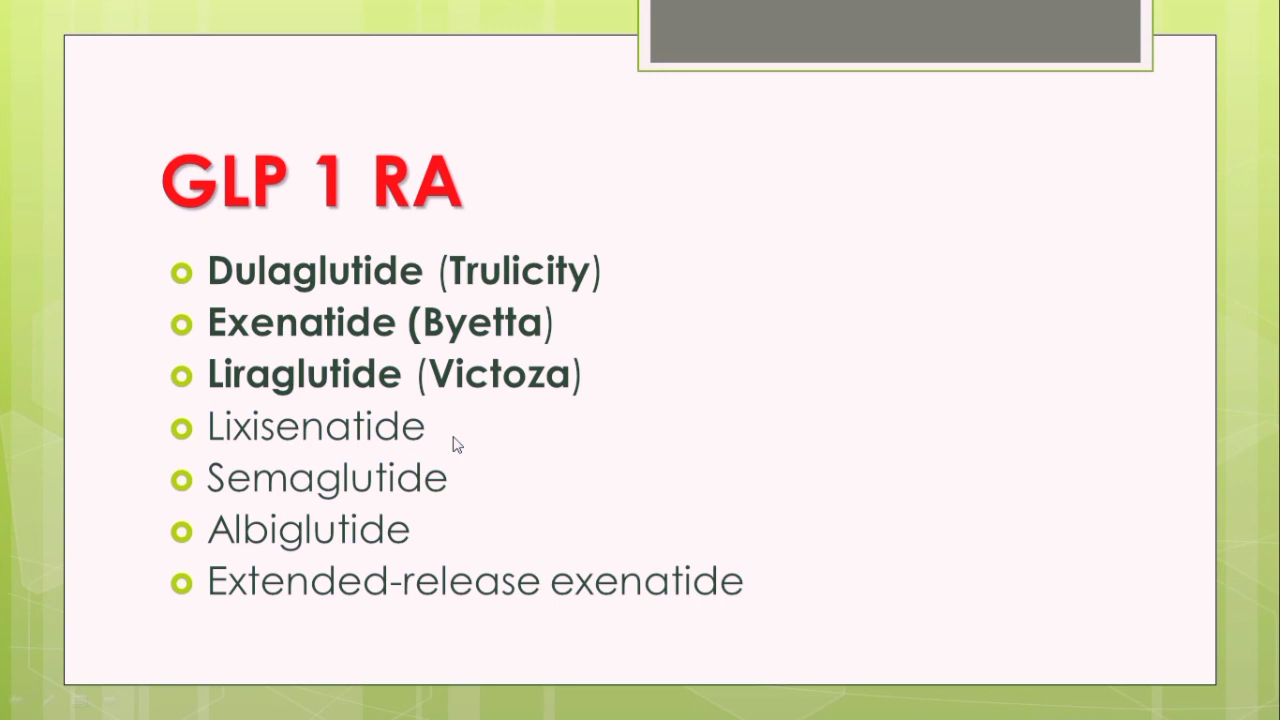 GLP 1 RA
Dulaglutide (Trulicity)
Exenatide (Byetta)
Liraglutide (Victoza)
Lixisenatide
Semaglutide
Albiglutide
Extended-release exenatide